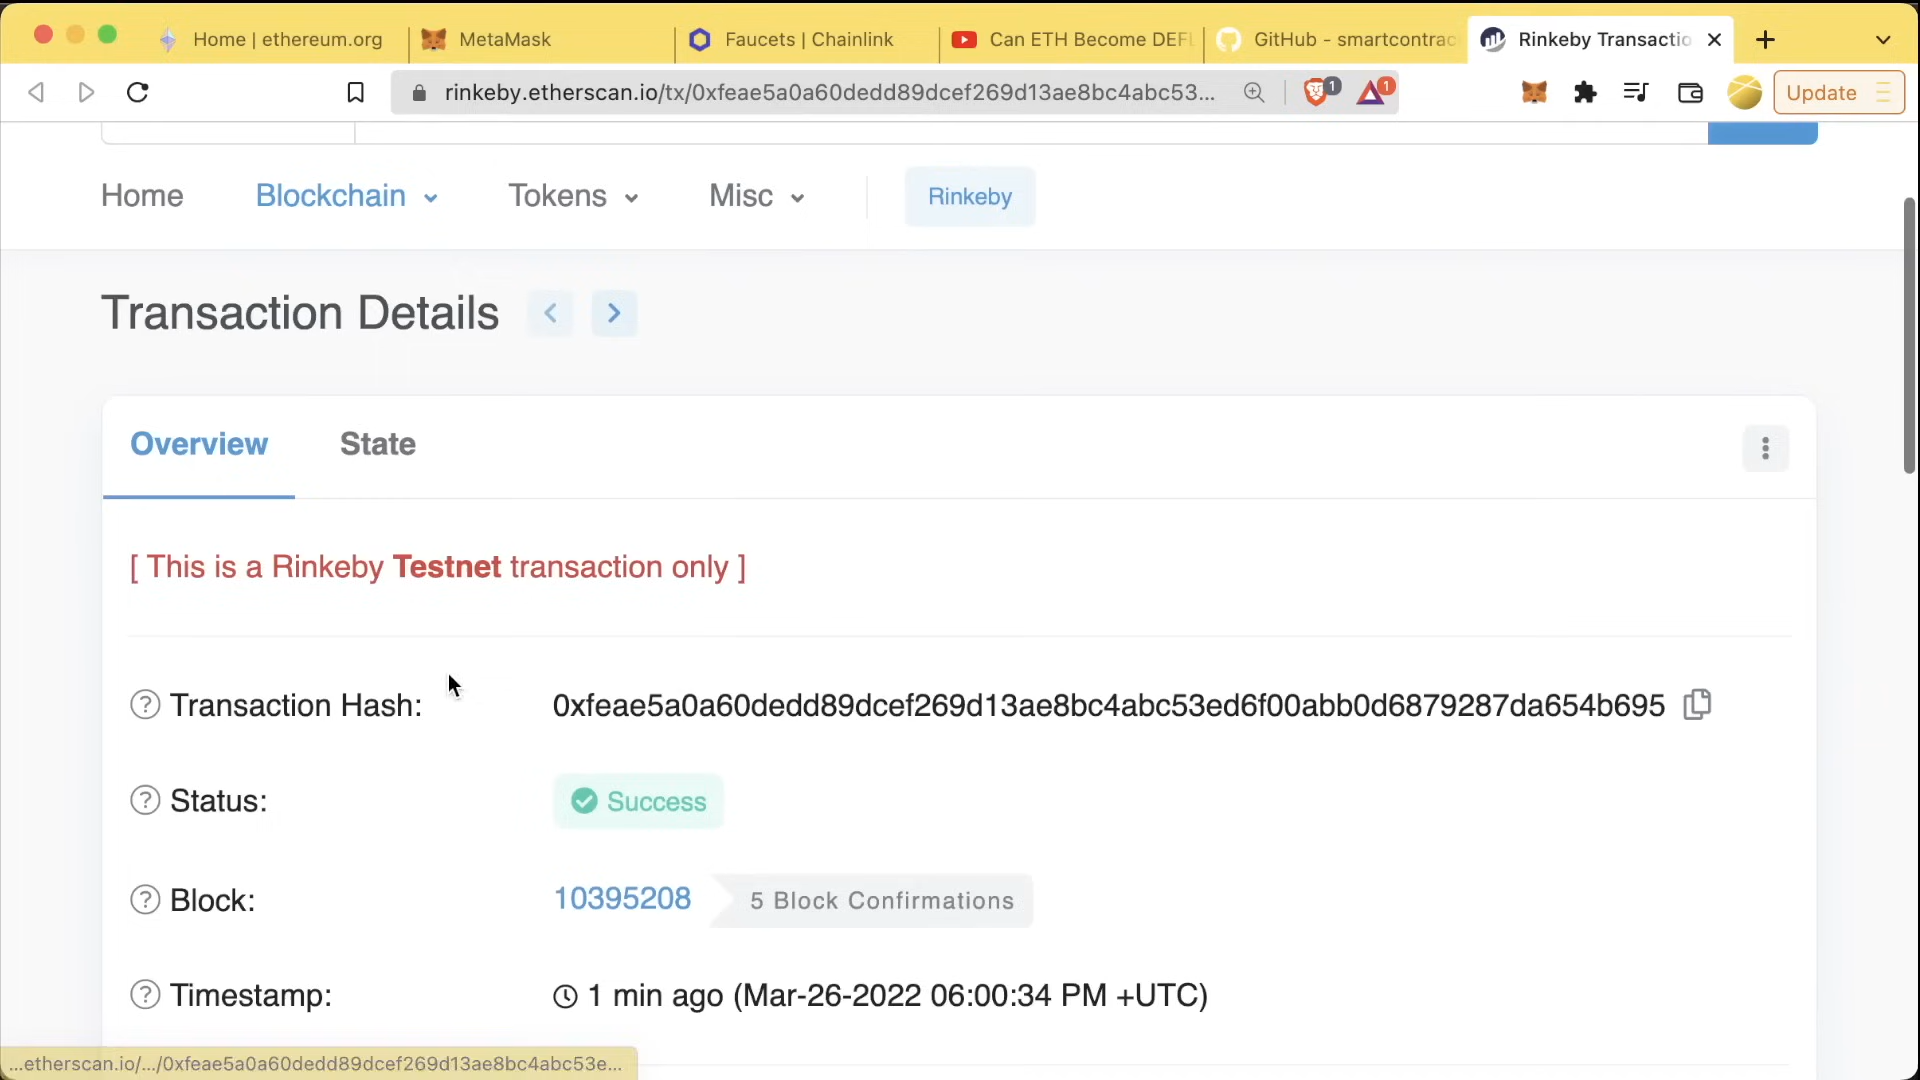 Home | ethereum.org
MetaMask
Faucets | Chainlink
Can ETH Become DEFL
GitHub - smartcontrac
Rinkeby Transactio
rinkeby.etherscan.io/tx/0xfeae5a0a60dedd89dcef269d13ae8bc4abc53...
1
1
Update
Home
Blockchain
Tokens
Misc
Rinkeby
Transaction Details
Overview
State
[ This is a Rinkeby Testnet transaction only ]
Transaction Hash:
0xfeae5a0a60dedd89dcef269d13ae8bc4abc53ed6f00abb0d6879287da654b695
Status:
Success
Block:
10395208
5 Block Confirmations
Timestamp:
1 min ago (Mar-26-2022 06:00:34 PM +UTC)
...etherscan.io/.../0xfeae5a0a60dedd89dcef269d13ae8bc4abc53e...